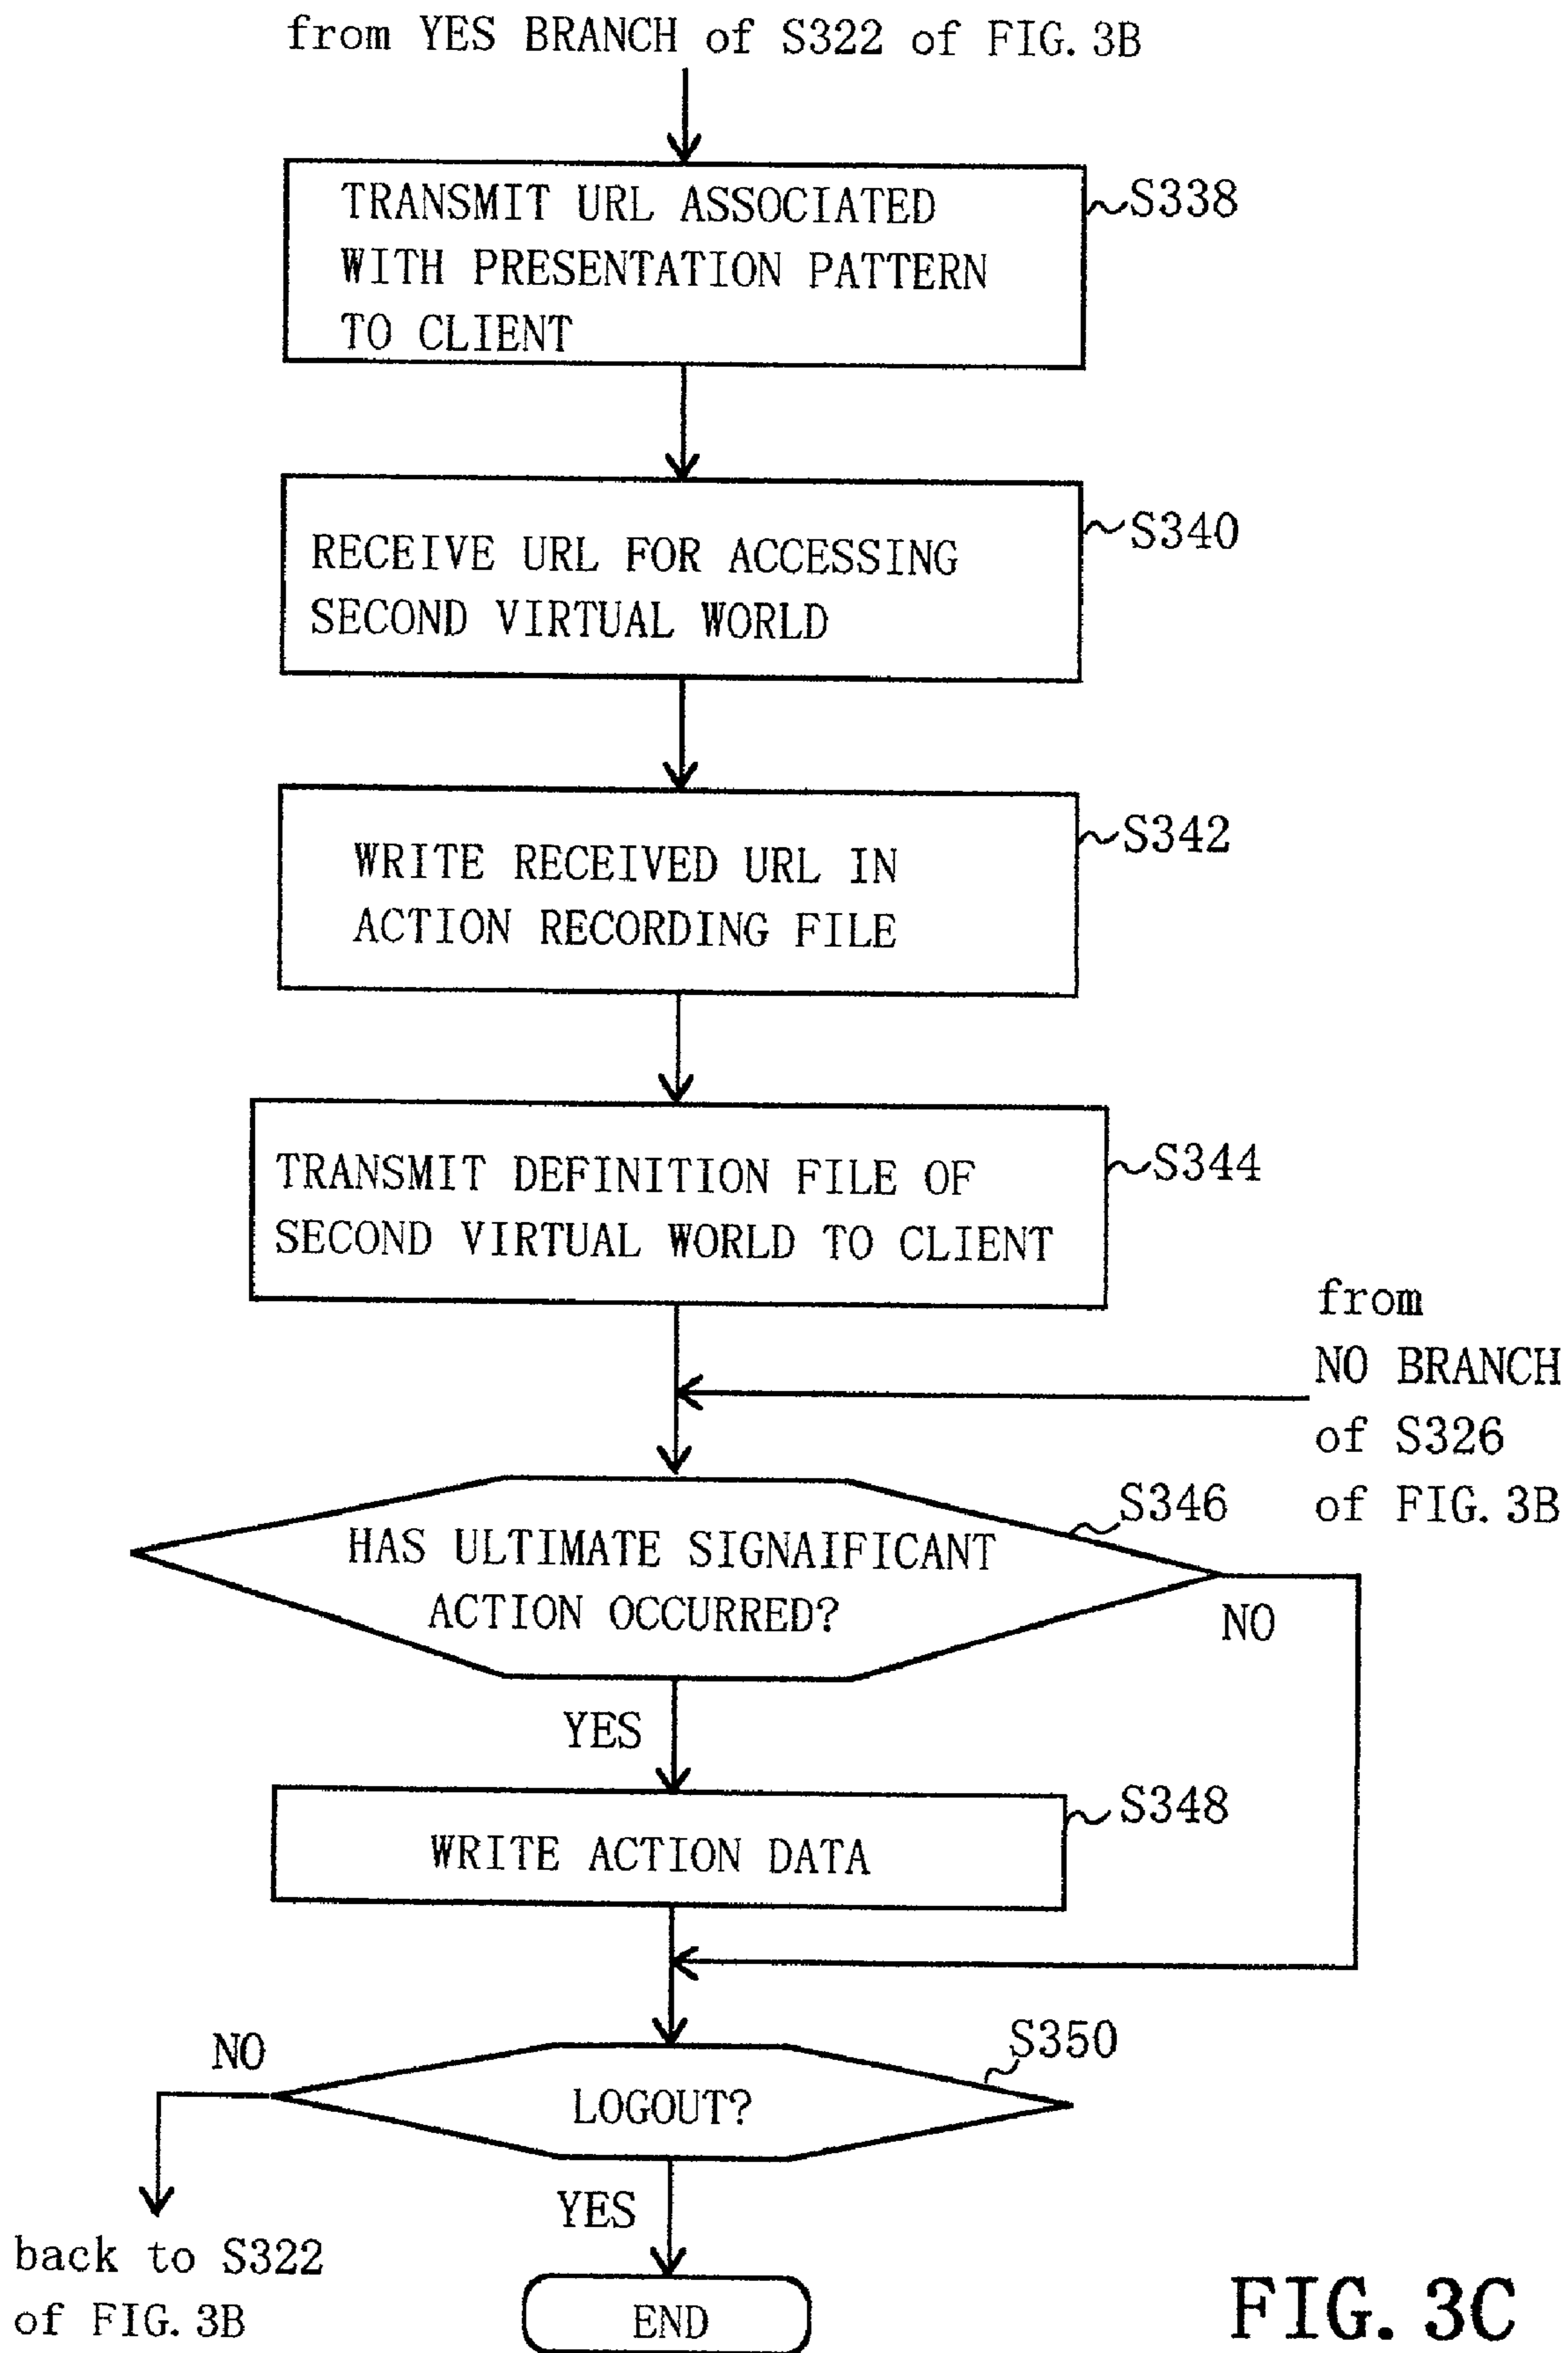 from YES BRANCH of S322 of FIG. 3B
TRANSMIT URL ASSOCIATED
WITH PRESENTATION PATTERN
TO CLIENT
S338
RECEIVE URL FOR ACCESSING
SECOND VIRTUAL WORLD
S340
WRITE RECEIVED URL IN
ACTION RECORDING FILE
S342
TRANSMIT DEFINITION FILE OF
SECOND VIRTUAL WORLD TO CLIENT
S344
from
NO BRANCH
of S326
of FIG. 3B
HAS ULTIMATE SIGNAIFICANT
ACTION OCCURRED?
S346
NO
YES
WRITE ACTION DATA
S348
NO
LOGOUT?
S350
YES
back to S322
of FIG. 3B
END
FIG. 3C